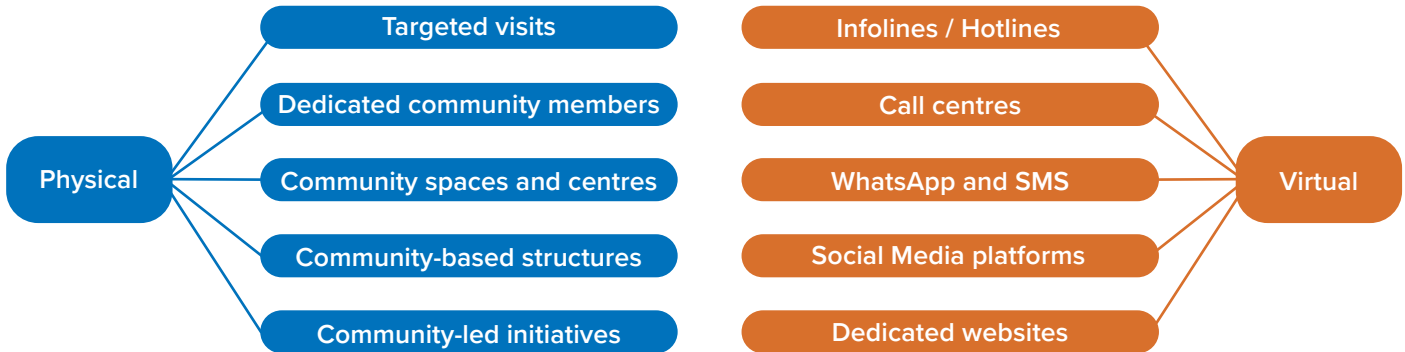 Physical
Targeted visits
Dedicated community members
Community spaces and centres
Community-based structures
Community-led initiatives
Infolines / Hotlines
Call centres
WhatsApp and SMS
Social Media platforms
Dedicated websites
Virtual